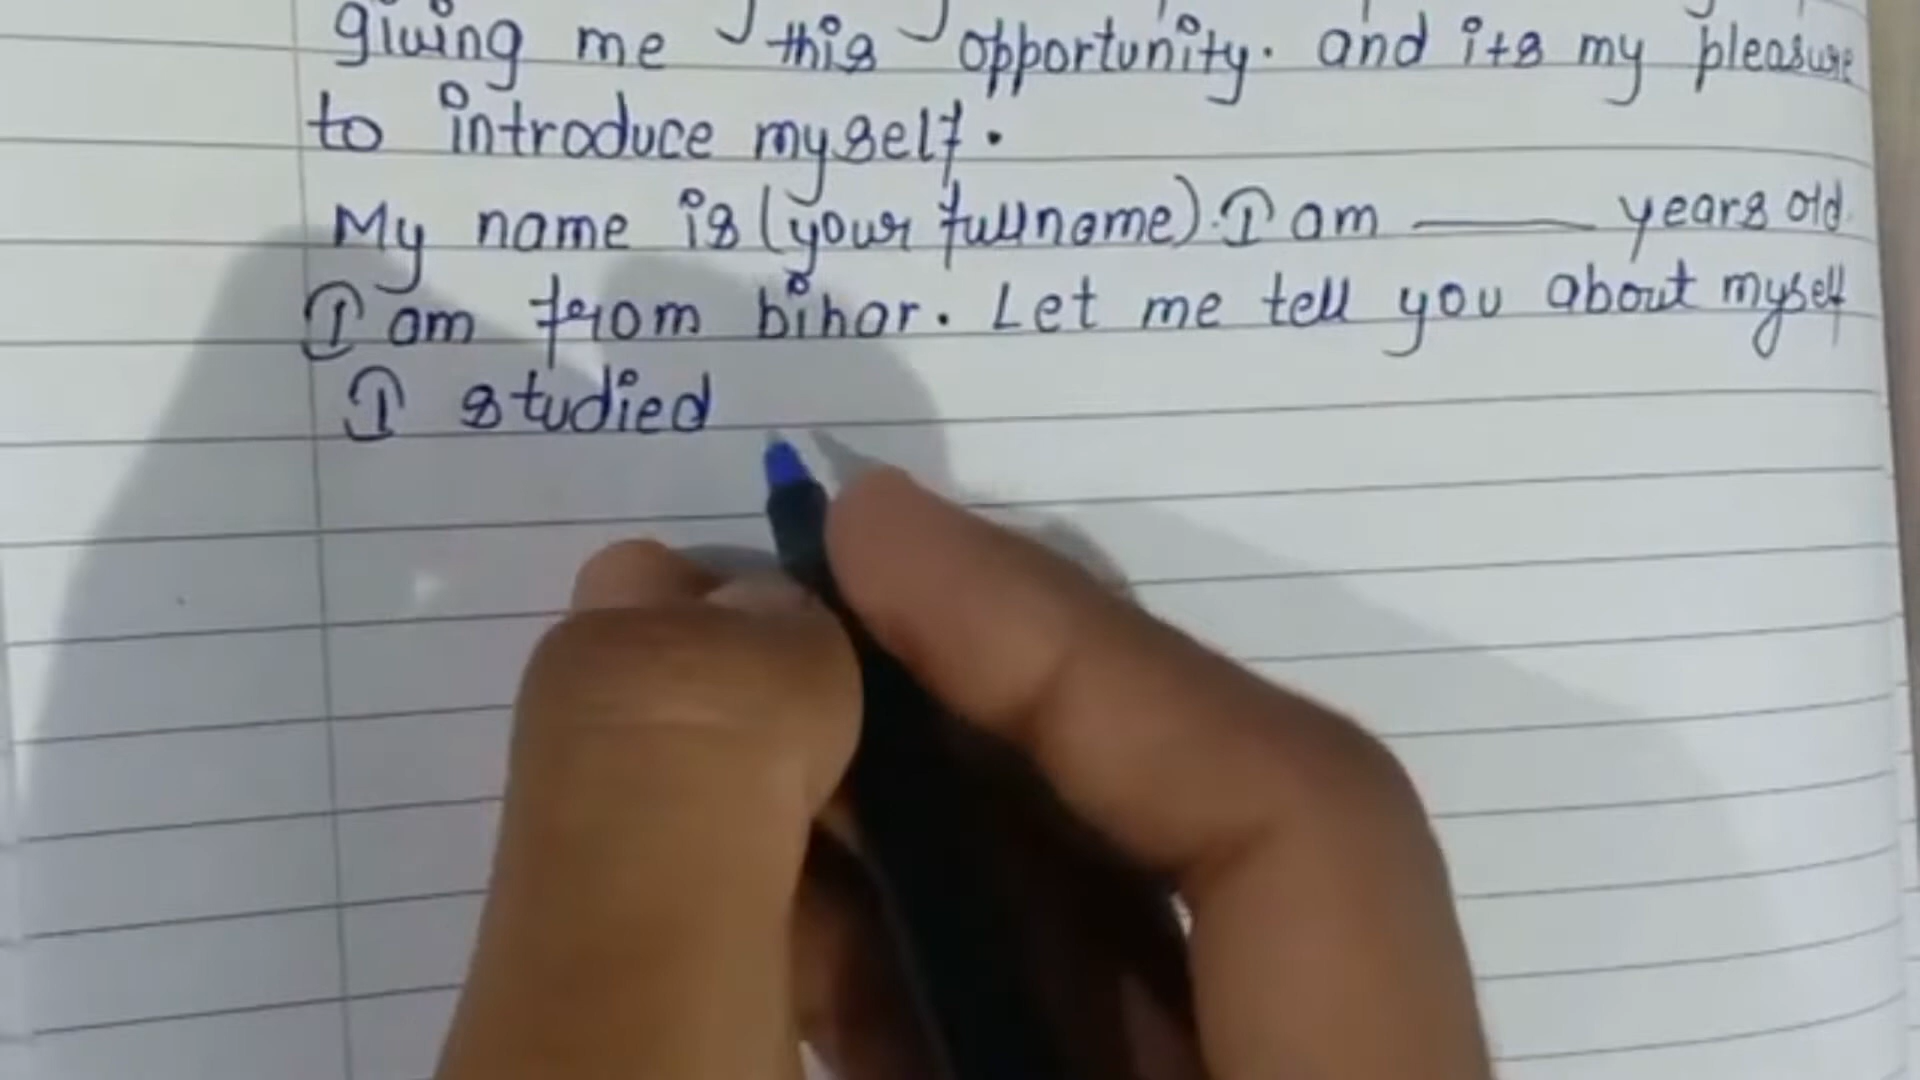 giving me this opportunity. and its my pleasure
to introduce myself.
My name is (your fullname). I am ——— years old.
I am from bihar. Let me tell you about myself
I studied